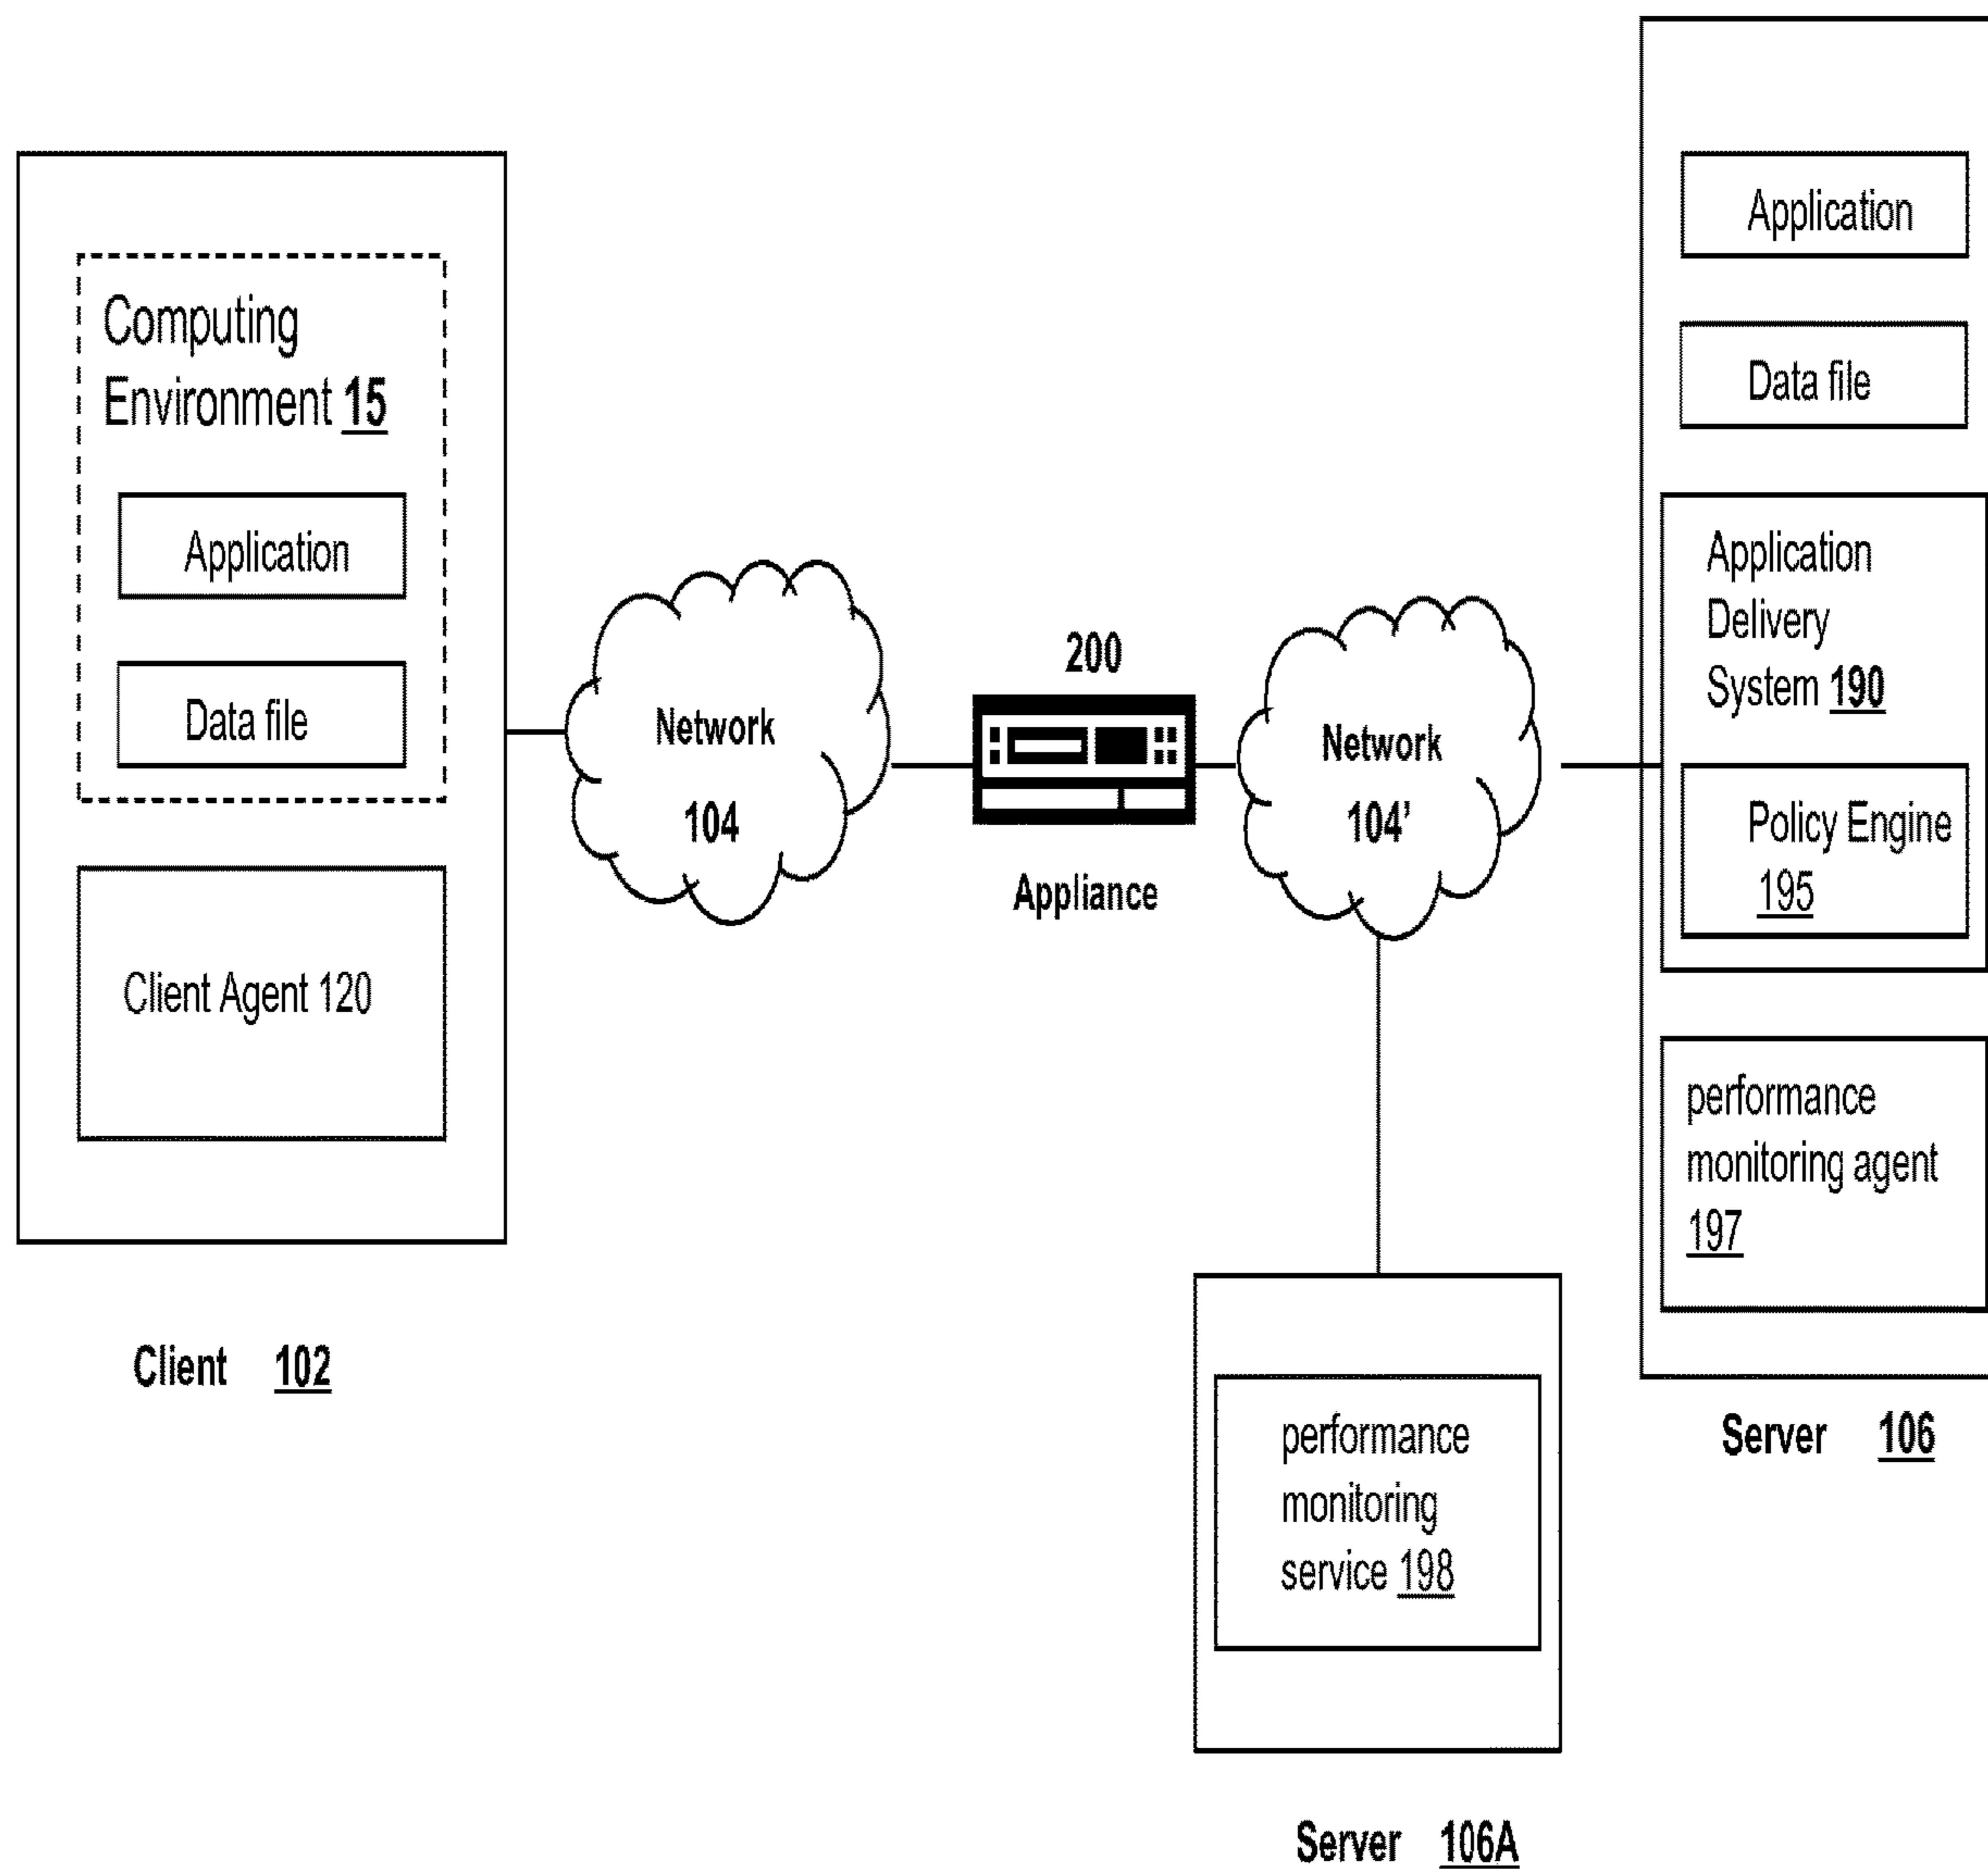 Computing
Environment 15
Application
Data file
Client Agent 120
Client 102
Network
104
200
Appliance
Network
104'
performance
monitoring
service 198
Server 106A
Application
Data file
Application
Delivery
System 190
Policy Engine
195
performance
monitoring agent
197
Server 106